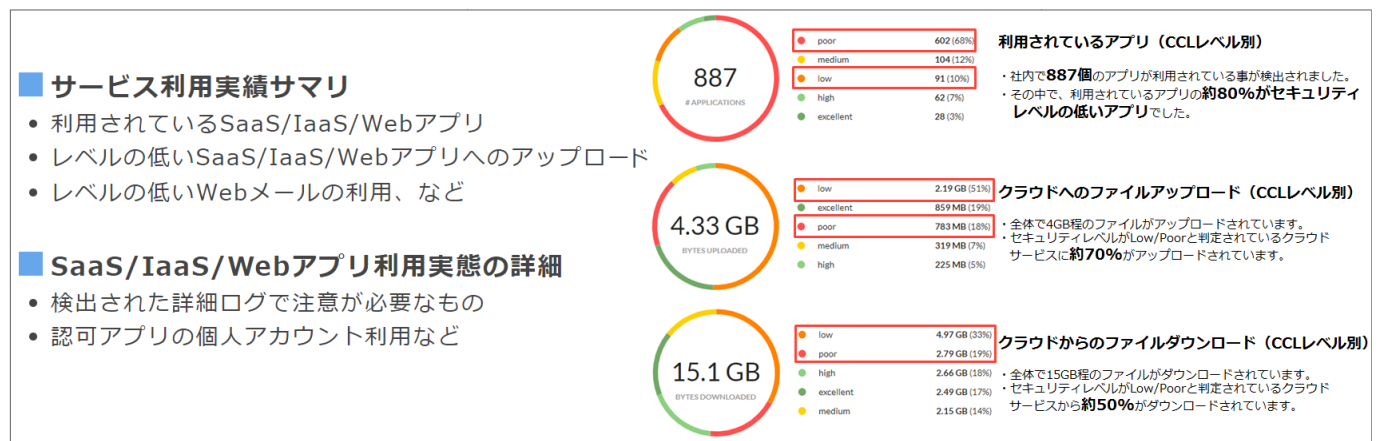 サービス利用実績サマリ
• 利用されているSaaS/IaaS/Webアプリ
• レベルの低いSaaS/IaaS/Webアプリへのアップロード
• レベルの低いWebメールの利用、など
SaaS/IaaS/Webアプリ利用実態の詳細
• 検出された詳細ログで注意が必要なもの
• 認可アプリの個人アカウント利用など
887
# APPLICATIONS
poor 602 (68%)
medium 104 (12%)
low 91 (10%)
high 62 (7%)
excellent 28 (3%)
利用されているアプリ（CCLレベル別）
・社内で887個のアプリが利用されている事が検出されました。
・その中で、利用されているアプリの約80%がセキュリティ
レベルの低いアプリでした。
4.33 GB
BYTES UPLOADED
low 2.19 GB (51%)
excellent 859 MB (19%)
poor 783 MB (18%)
medium 319 MB (7%)
high 225 MB (5%)
クラウドへのファイルアップロード（CCLレベル別）
・全体で4GB程のファイルがアップロードされています。
・セキュリティレベルがLow/Poorと判定されているクラウド
サービスに約70%がアップロードされています。
15.1 GB
BYTES DOWNLOADED
low 4.97 GB (33%)
poor 2.79 GB (19%)
high 2.66 GB (18%)
excellent 2.49 GB (17%)
medium 2.15 GB (14%)
クラウドからのファイルダウンロード（CCLレベル別）
・全体で15GB程のファイルがダウンロードされています。
・セキュリティレベルがLow/Poorと判定されているクラウド
サービスから約50%がダウンロードされています。